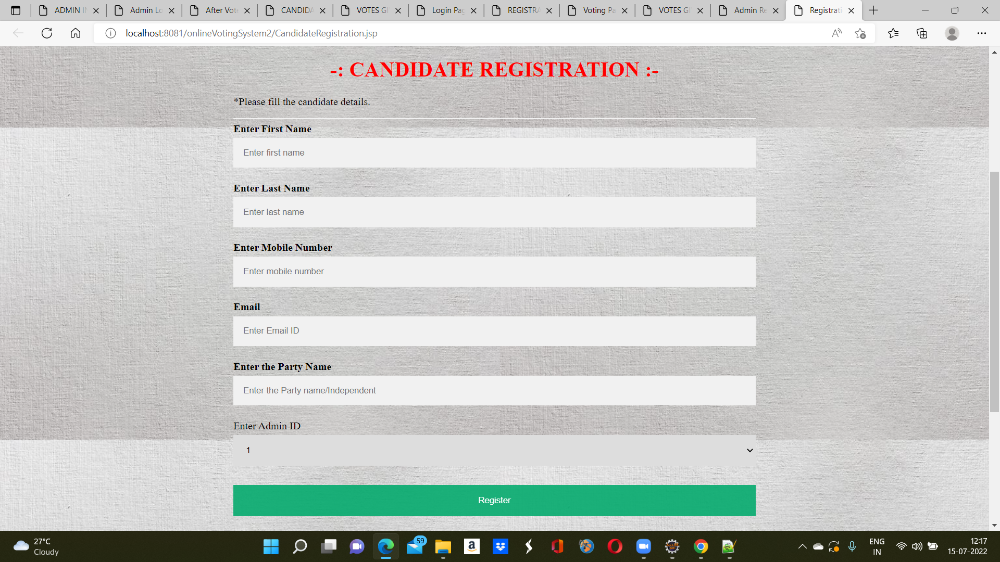 ADMIN I
Admin Lo
After Vote
CANDIDA
VOTES GI
Login Pag
REGISTRA
Voting Pa
VOTES GI
Admin Re
Registrati
localhost:8081/onlineVotingSystem2/CandidateRegistration.jsp
-: CANDIDATE REGISTRATION :-
*Please fill the candidate details.
Enter First Name
Enter first name
Enter Last Name
Enter last name
Enter Mobile Number
Enter mobile number
Email
Enter Email ID
Enter the Party Name
Enter the Party name/Independent
Enter Admin ID
1
Register
27°C
Cloudy
59
ENG
IN
12:17
15-07-2022